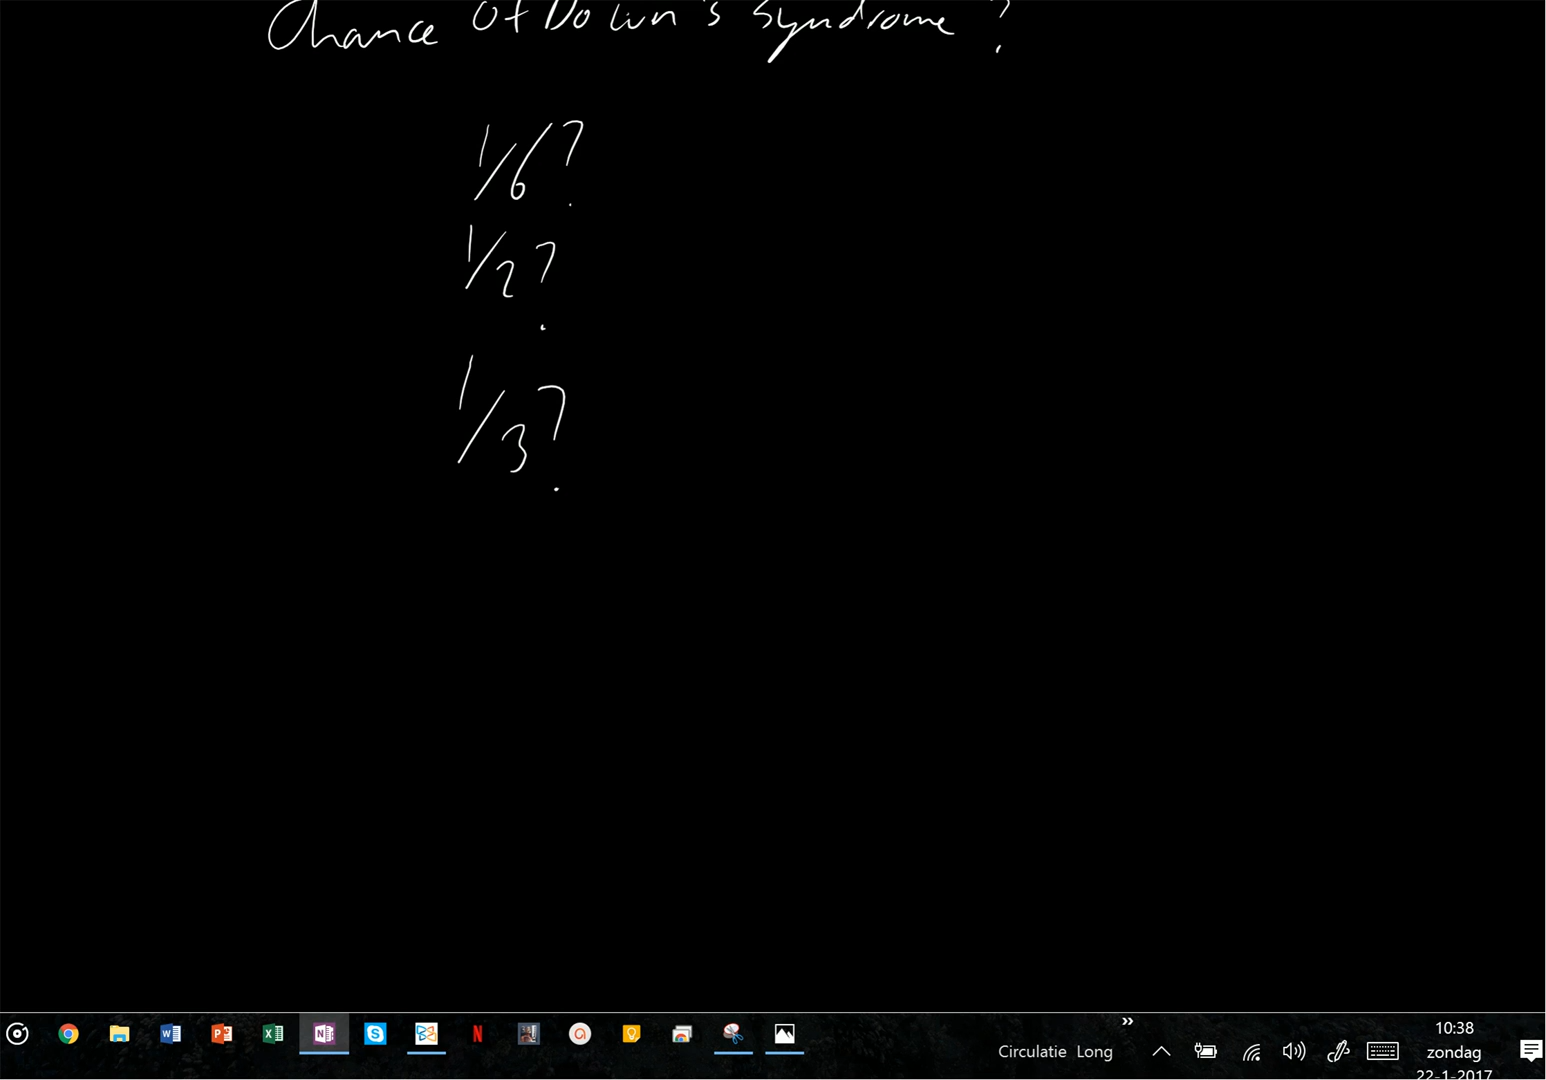 Chance Of Down's Syndrome?
1/6?
1/2?
1/3?
Circulatie Long
10:38
zondag
22-1-2017